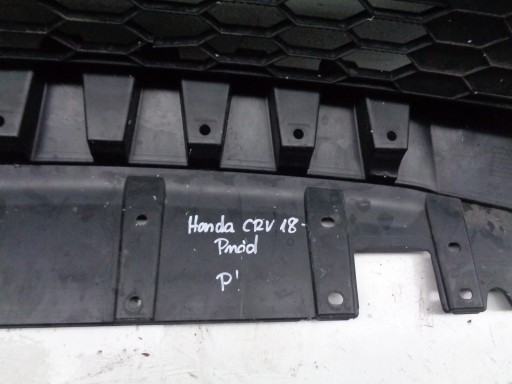 Honda CRV 18-
Przód
P!